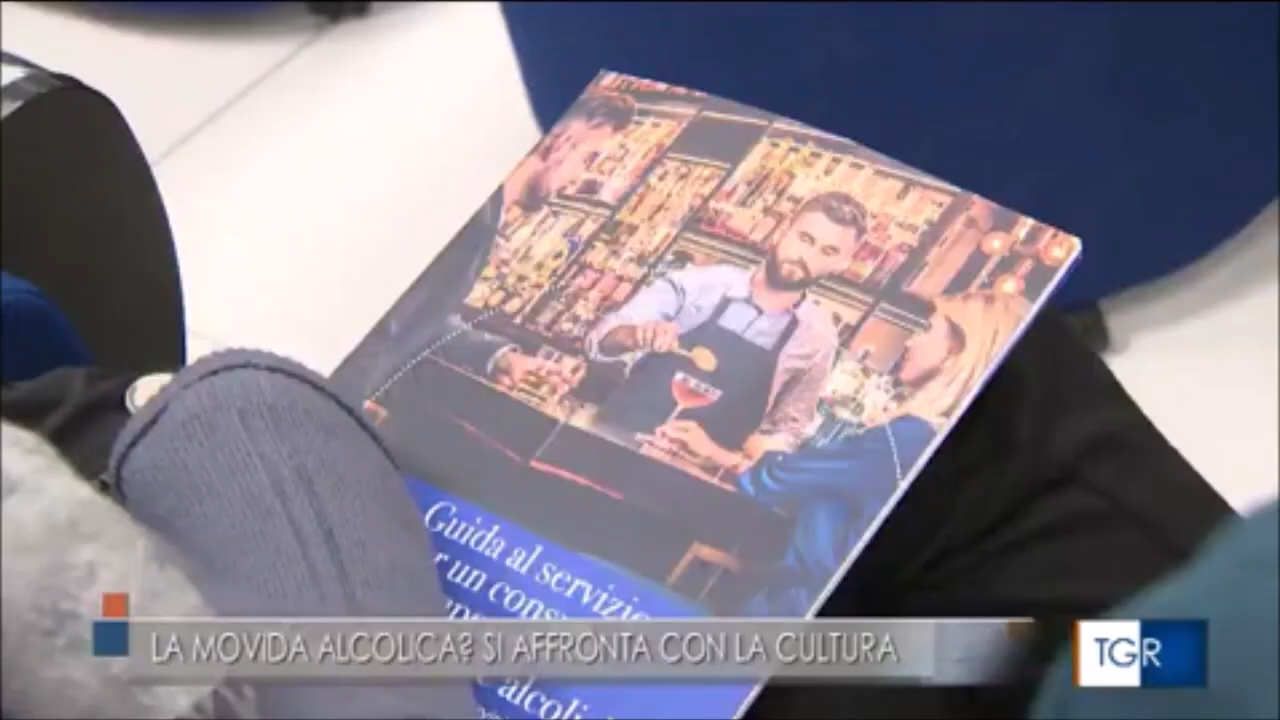 Guida al servizio
r un cons
alcoli
LA MOVIDA ALCOLICA? SI AFFRONTA CON LA CULTURA
TGR